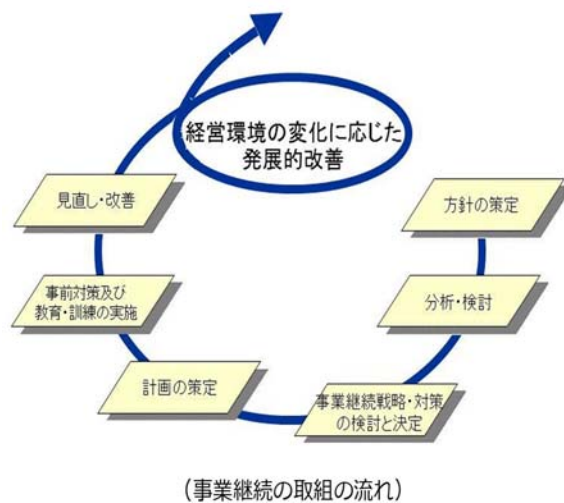 経営環境の変化に応じた
発展的改善
方針の策定
分析・検討
事業継続戦略・対策
の検討と決定
計画の策定
事前対策及び
教育・訓練の実施
見直し・改善
（事業継続の取組の流れ）